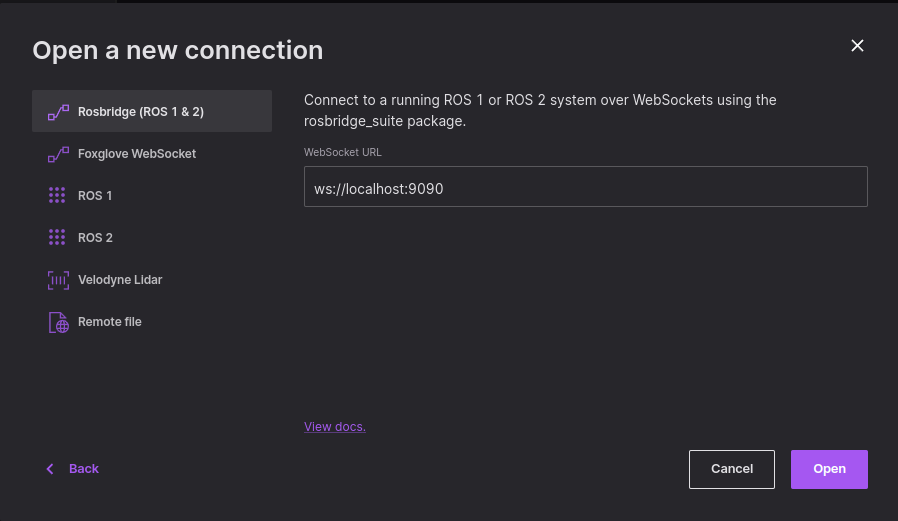 Open a new connection
Rosbridge (ROS 1 & 2)
Foxglove WebSocket
ROS 1
ROS 2
Velodyne Lidar
Remote file
Connect to a running ROS 1 or ROS 2 system over WebSockets using the
rosbridge_suite package.
WebSocket URL
ws://localhost:9090
View docs.
Back
Cancel
Open